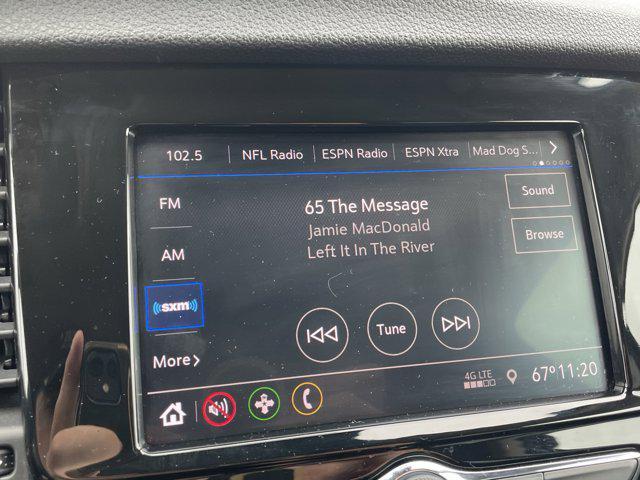 102.5 NFL Radio ESPN Radio ESPN Xtra Mad Dog S...
FM
65 The Message
Sound
Jamie MacDonald
AM
Left It In The River
Browse
sxm
Tune
More
4G LTE
67° 11:20